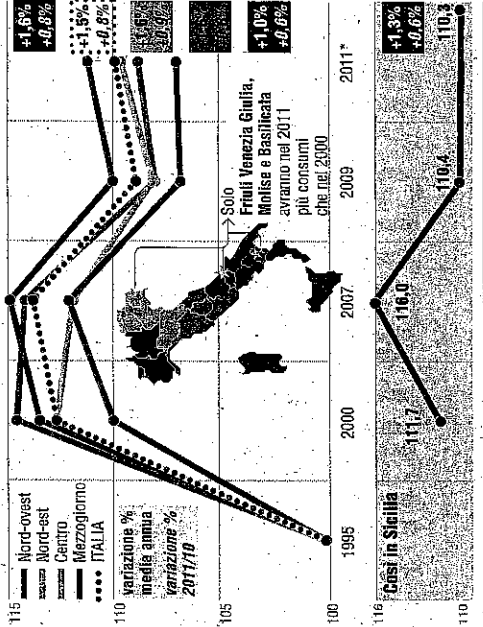 115
110
105
100
Nord-ovest
Nord-est
Centro
Mezzogiorno
ITALIA
variazione %
media annua
variazione %
2011/10
+1,6%
+0,8%
+1,5%
+0,8%
+0,9%
+1,0%
+0,6%
Solo
Friuli Venezia Giulia,
Molise e Basilicata
avranno nel 2011
più consumi
che nel 2000
1995
2000
2007
2009
2011*
Così in Sicilia
116
110
111,7
116,0
110,4
110,3
+1,3%
+0,6%